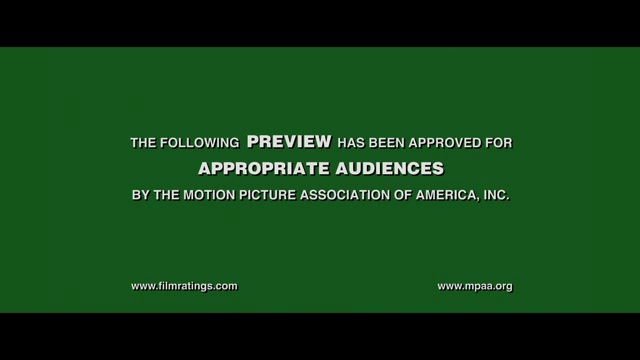 THE FOLLOWING PREVIEW HAS BEEN APPROVED FOR
APPROPRIATE AUDIENCES
BY THE MOTION PICTURE ASSOCIATION OF AMERICA, INC.
www.filmratings.com www.mpaa.org